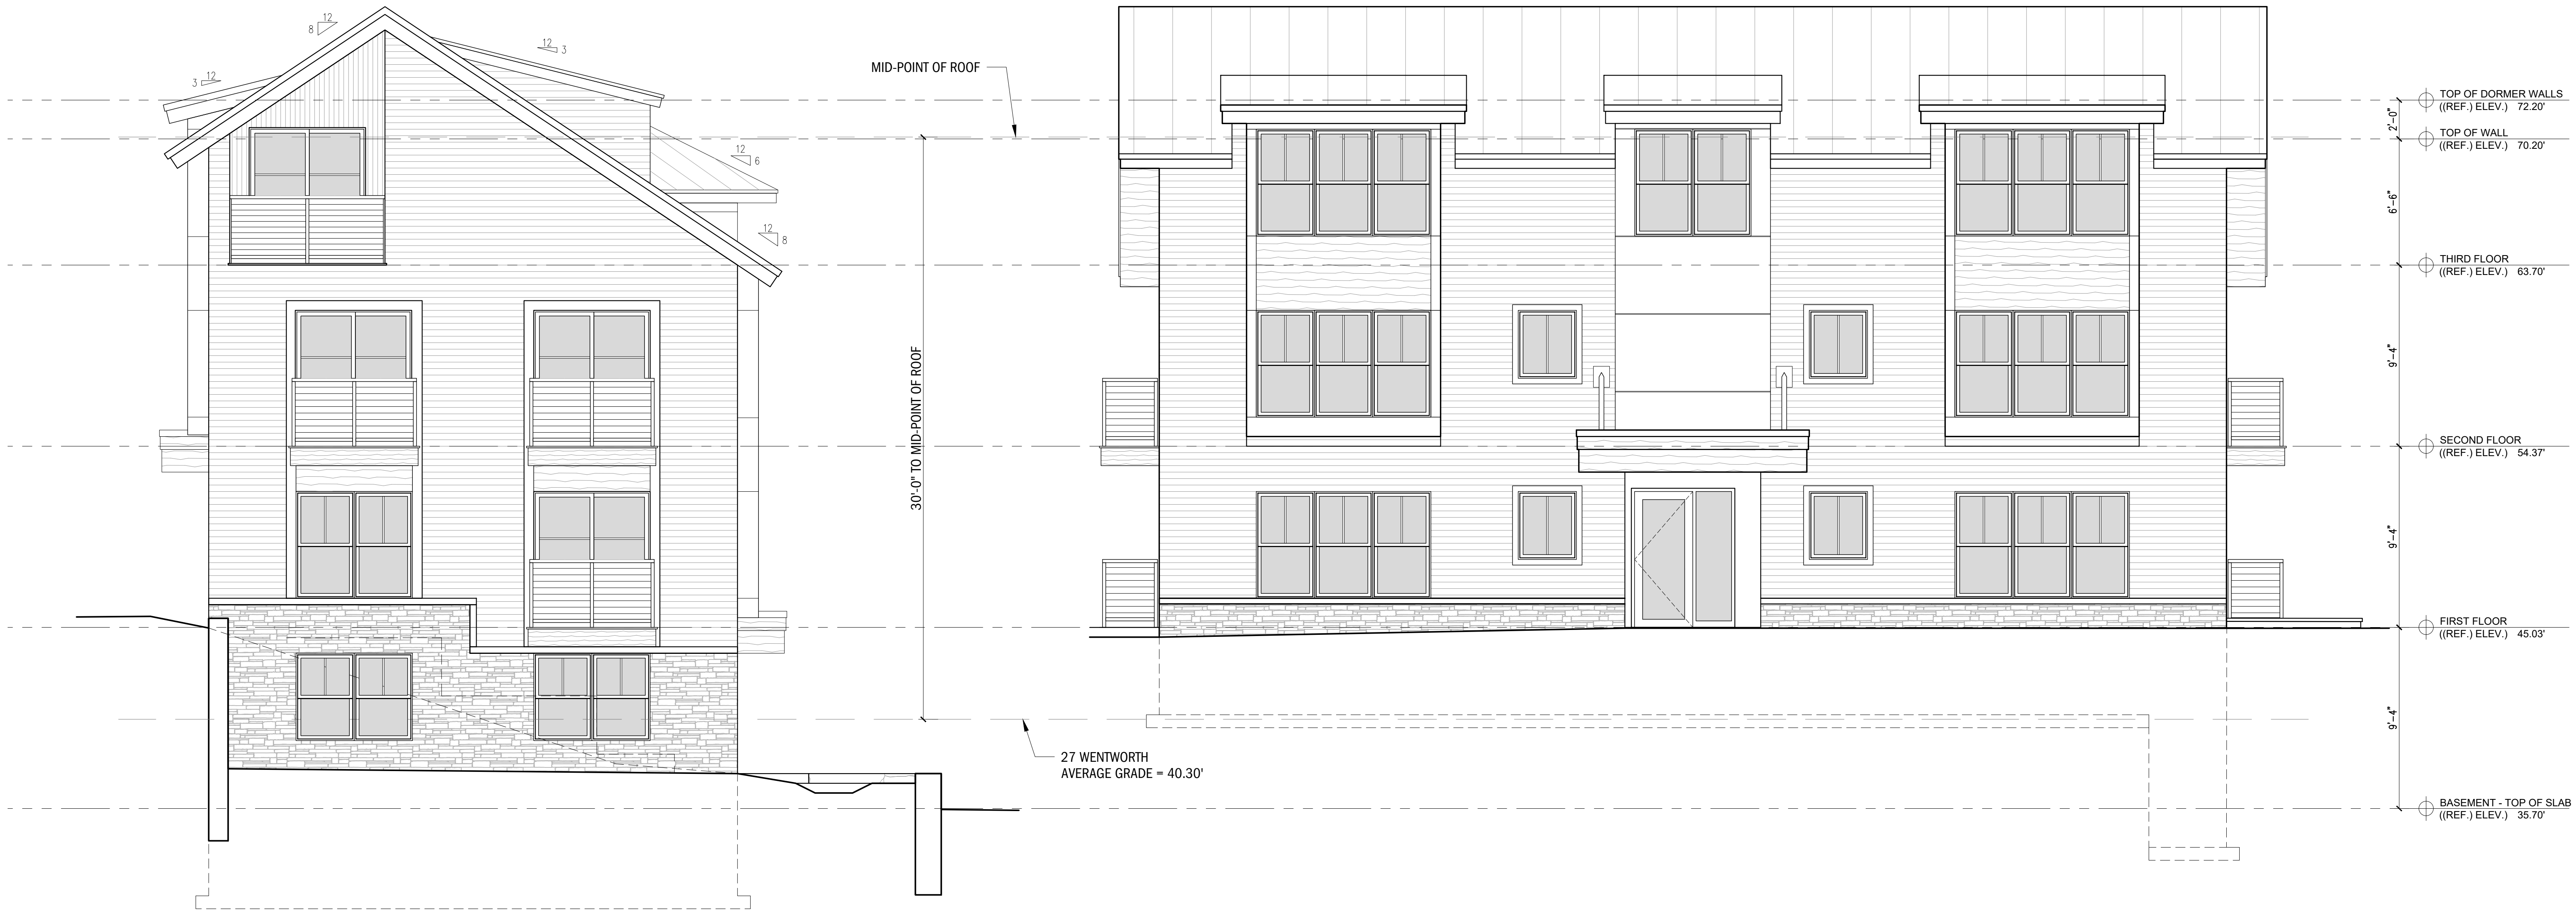 12
8
12
3
12
3
12
6
12
8
MID-POINT OF ROOF
30'-0" TO MID-POINT OF ROOF
27 WENTWORTH
AVERAGE GRADE = 40.30'
TOP OF DORMER WALLS
((REF.) ELEV.) 72.20'
2'-0"
TOP OF WALL
((REF.) ELEV.) 70.20'
6'-6"
THIRD FLOOR
((REF.) ELEV.) 63.70'
9'-4"
SECOND FLOOR
((REF.) ELEV.) 54.37'
9'-4"
FIRST FLOOR
((REF.) ELEV.) 45.03'
9'-4"
BASEMENT - TOP OF SLAB
((REF.) ELEV.) 35.70'